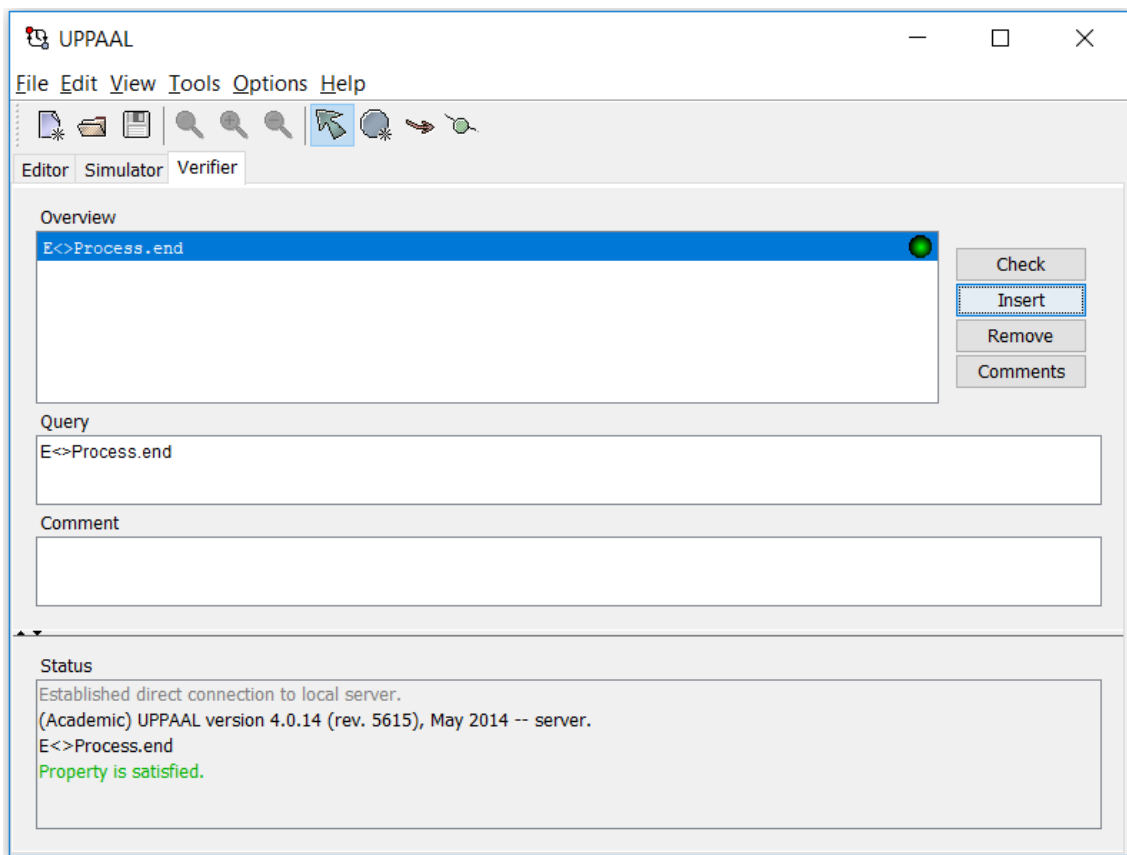 UPPAAL
File Edit View Tools Options Help
Editor Simulator Verifier
Overview
E<>Process.end
Check
Insert
Remove
Comments
Query
E<>Process.end
Comment
Status
Established direct connection to local server.
(Academic) UPPAAL version 4.0.14 (rev. 5615), May 2014 -- server.
E<>Process.end
Property is satisfied.